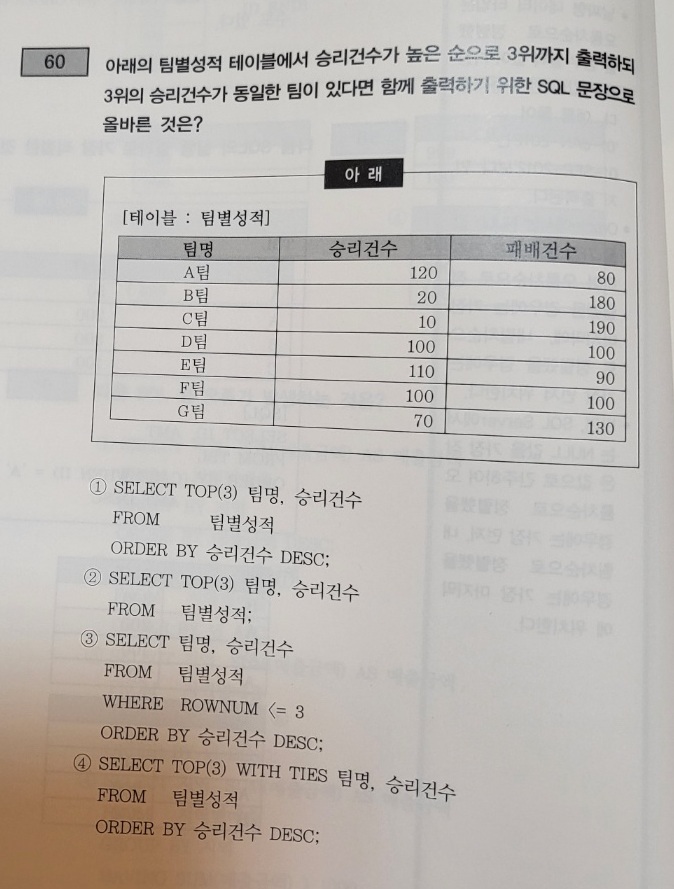 60 아래의 팀별성적 테이블에서 승리건수가 높은 순으로 3위까지 출력하되
3위의 승리건수가 동일한 팀이 있다면 함께 출력하기 위한 SQL 문장으로
올바른 것은?
아 래
[테이블 : 팀별성적]
팀명 승리건수 패배건수
A팀 120 80
B팀 20 180
C팀 10 190
D팀 100 100
E팀 110 90
F팀 100 100
G팀 70 130
① SELECT TOP(3) 팀명, 승리건수
FROM 팀별성적
ORDER BY 승리건수 DESC;
② SELECT TOP(3) 팀명, 승리건수
FROM 팀별성적;
③ SELECT 팀명, 승리건수
FROM 팀별성적
WHERE ROWNUM <= 3
ORDER BY 승리건수 DESC;
④ SELECT TOP(3) WITH TIES 팀명, 승리건수
FROM 팀별성적
ORDER BY 승리건수 DESC;